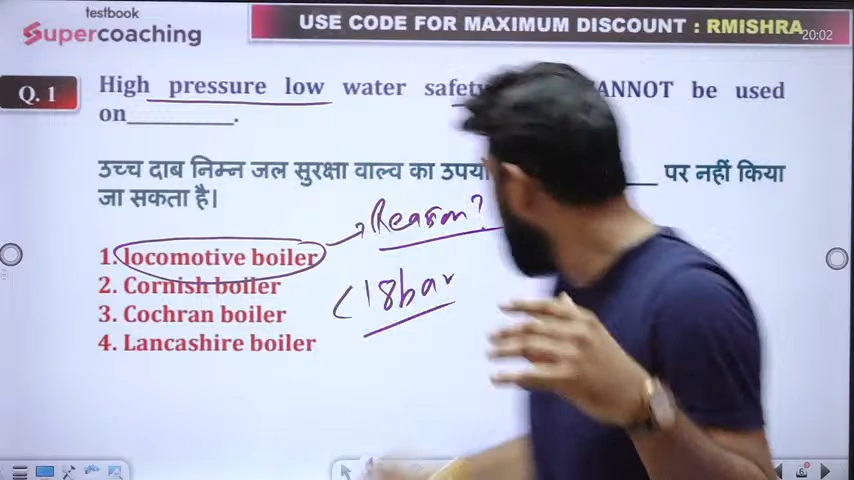 testbook
Supercoaching
USE CODE FOR MAXIMUM DISCOUNT : RMISHRA
20:02
Q. 1
High pressure low water safety CANNOT be used
on__________.
उच्च दाब निम्न जल सुरक्षा वाल्व का पर नहीं किया
जा सकता है।
Reason?
1. locomotive boiler
2. Cornish boiler
<18bar
3. Cochran boiler
4. Lancashire boiler
6